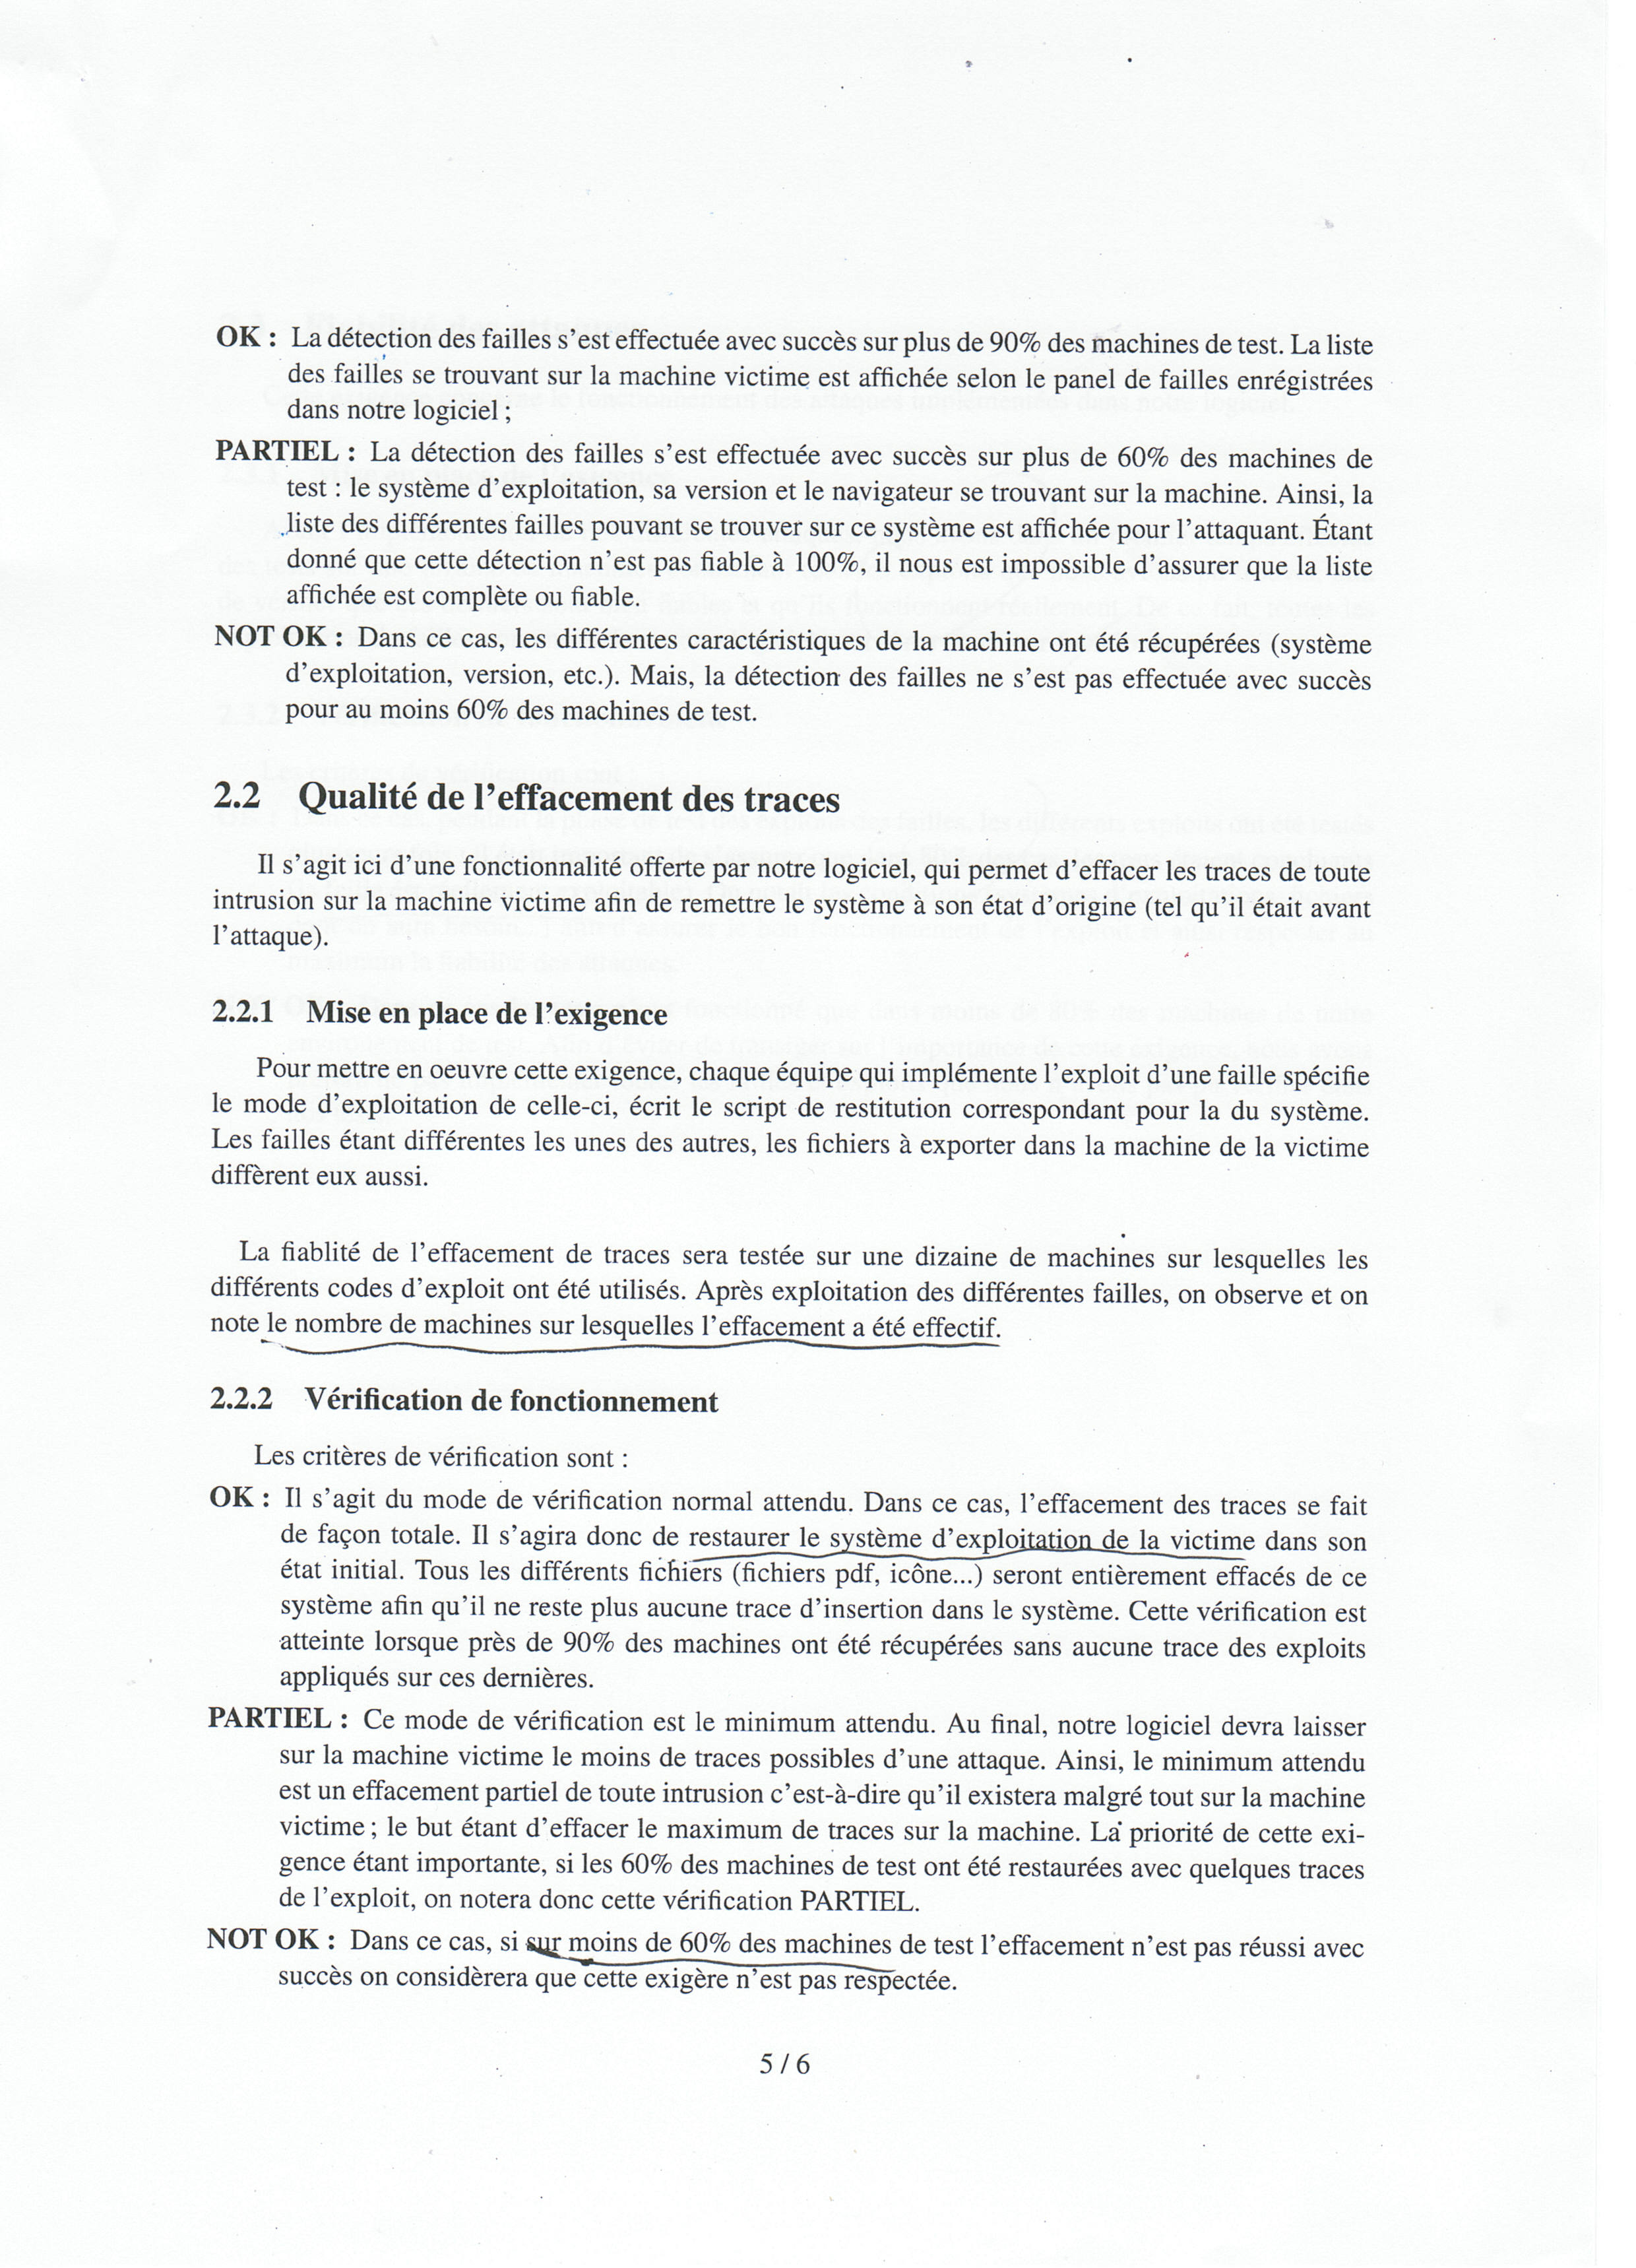 OK : La détection des failles s'est effectuée avec succès sur plus de 90% des machines de test. La liste
des failles se trouvant sur la machine victime est affichée selon le panel de failles enrégistrées
dans notre logiciel ;
PARTIEL : La détection des failles s'est effectuée avec succès sur plus de 60% des machines de
test : le système d'exploitation, sa version et le navigateur se trouvant sur la machine. Ainsi, la
liste des différentes failles pouvant se trouver sur ce système est affichée pour l'attaquant. Étant
donné que cette détection n'est pas fiable à 100%, il nous est impossible d'assurer que la liste
affichée est complète ou fiable.
NOT OK : Dans ce cas, les différentes caractéristiques de la machine ont été récupérées (système
d'exploitation, version, etc.). Mais, la détection des failles ne s'est pas effectuée avec succès
pour au moins 60% des machines de test.
2.2 Qualité de l'effacement des traces
Il s'agit ici d'une fonctionnalité offerte par notre logiciel, qui permet d'effacer les traces de toute
intrusion sur la machine victime afin de remettre le système à son état d'origine (tel qu'il était avant
l'attaque).
2.2.1 Mise en place de l'exigence
Pour mettre en oeuvre cette exigence, chaque équipe qui implémente l'exploit d'une faille spécifie
le mode d'exploitation de celle-ci, écrit le script de restitution correspondant pour la du système.
Les failles étant différentes les unes des autres, les fichiers à exporter dans la machine de la victime
diffèrent eux aussi.
La fiablité de l'effacement de traces sera testée sur une dizaine de machines sur lesquelles les
différents codes d'exploit ont été utilisés. Après exploitation des différentes failles, on observe et on
note le nombre de machines sur lesquelles l'effacement a été effectif.
2.2.2 Vérification de fonctionnement
Les critères de vérification sont :
OK : Il s'agit du mode de vérification normal attendu. Dans ce cas, l'effacement des traces se fait
de façon totale. Il s'agira donc de restaurer le système d'exploitation de la victime dans son
état initial. Tous les différents fichiers (fichiers pdf, icône...) seront entièrement effacés de ce
système afin qu'il ne reste plus aucune trace d'insertion dans le système. Cette vérification est
atteinte lorsque près de 90% des machines ont été récupérées sans aucune trace des exploits
appliqués sur ces dernières.
PARTIEL : Ce mode de vérification est le minimum attendu. Au final, notre logiciel devra laisser
sur la machine victime le moins de traces possibles d'une attaque. Ainsi, le minimum attendu
est un effacement partiel de toute intrusion c'est-à-dire qu'il existera malgré tout sur la machine
victime ; le but étant d'effacer le maximum de traces sur la machine. La priorité de cette exi-
gence étant importante, si les 60% des machines de test ont été restaurées avec quelques traces
de l'exploit, on notera donc cette vérification PARTIEL.
NOT OK : Dans ce cas, si sur moins de 60% des machines de test l'effacement n'est pas réussi avec
succès on considèrera que cette exigère n'est pas respectée.
5 / 6